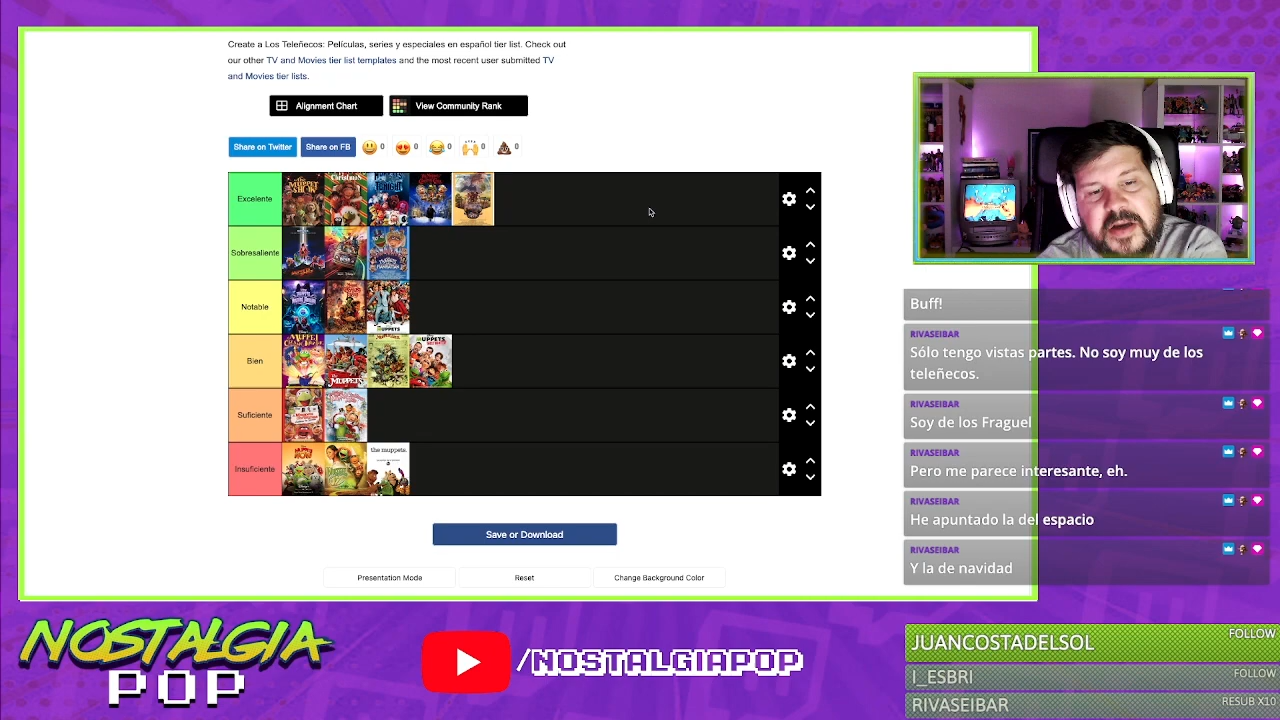 Create a Los Teleñecos: Películas, series y especiales en español tier list. Check out
our other TV and Movies tier list templates and the most recent user submitted TV
and Movies tier lists.
Alignment Chart
View Community Rank
Share on Twitter
Share on FB
0
0
0
0
0
Excelente
Sobresaliente
Notable
Bien
Suficiente
Insuficiente
MUPPETS
the muppets.
Save or Download
Presentation Mode
Reset
Change Background Color
Buff!
RIVASEIBAR
Sólo tengo vistas partes. No soy muy de los
teleñecos.
RIVASEIBAR
Soy de los Fraguel
RIVASEIBAR
Pero me parece interesante, eh.
RIVASEIBAR
He apuntado la del espacio
RIVASEIBAR
Y la de navidad
NOSTALGIA
POP
/NOSTALGIAPOP
JUANCOSTADELSOL
FOLLOW
I_ESBRI
FOLLOW
RIVASEIBAR
RESUB X10